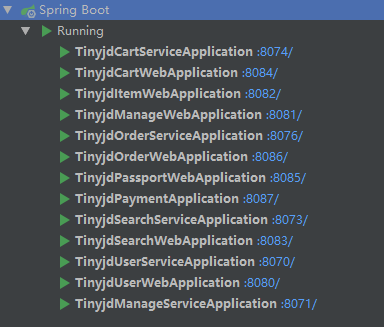 Spring Boot
Running
TinyjdCartServiceApplication :8074/
TinyjdCartWebApplication :8084/
TinyjdItemWebApplication :8082/
TinyjdManageWebApplication :8081/
TinyjdOrderServiceApplication :8076/
TinyjdOrderWebApplication :8086/
TinyjdPassportWebApplication :8085/
TinyjdPaymentApplication :8087/
TinyjdSearchServiceApplication :8073/
TinyjdSearchWebApplication :8083/
TinyjdUserServiceApplication :8070/
TinyjdUserWebApplication :8080/
TinyjdManageServiceApplication :8071/